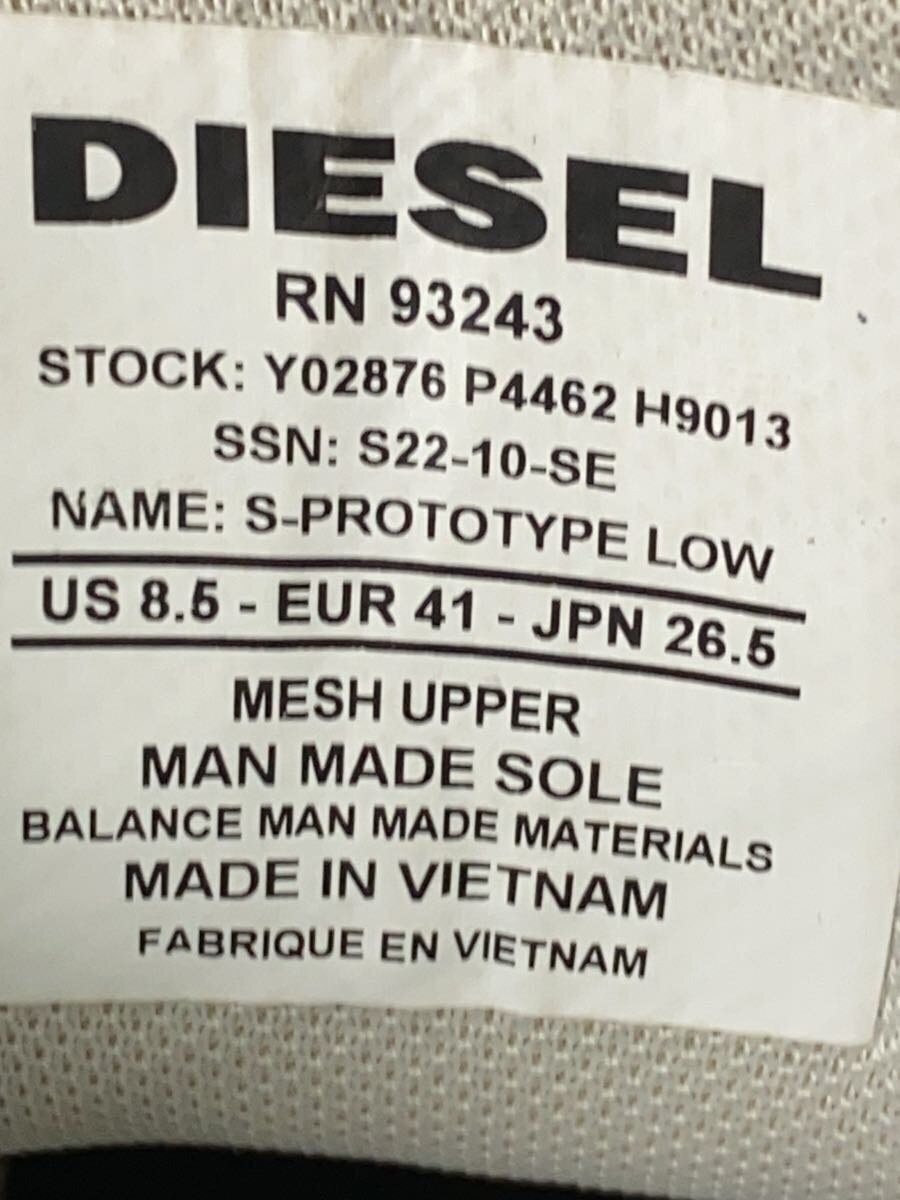 DIESEL
RN 93243
STOCK: Y02876 P4462 H9013
SSN: S22-10-SE
NAME: S-PROTOTYPE LOW
US 8.5 - EUR 41 - JPN 26.5
MESH UPPER
MAN MADE SOLE
BALANCE MAN MADE MATERIALS
MADE IN VIETNAM
FABRIQUE EN VIETNAM